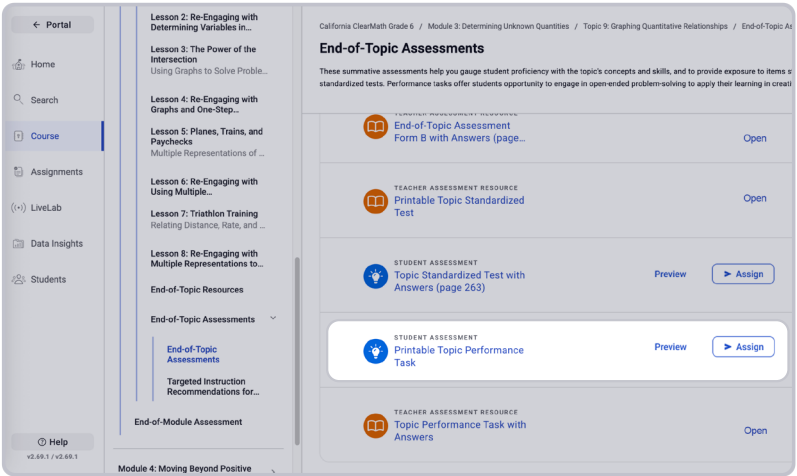 Portal
Home
Search
Course
Assignments
LiveLab
Data Insights
Students
Help
v2.69.1 / v2.69.1
Lesson 2: Re-Engaging with
Determining Variables in...
Lesson 3: The Power of the
Intersection
Using Graphs to Solve Proble...
Lesson 4: Re-Engaging with
Graphs and One-Step...
Lesson 5: Planes, Trains, and
Paychecks
Multiple Representations of ...
Lesson 6: Re-Engaging with
Using Multiple...
Lesson 7: Triathlon Training
Relating Distance, Rate, and ...
Lesson 8: Re-Engaging with
Multiple Representations to...
End-of-Topic Resources
End-of-Topic Assessments
End-of-Topic
Assessments
Targeted Instruction
Recommendations for...
End-of-Module Assessment
Module 4: Moving Beyond Positive
California ClearMath Grade 6 / Module 3: Determining Unknown Quantities / Topic 9: Graphing Quantitative Relationships / End-of-Topic As
End-of-Topic Assessments
These summative assessments help you gauge student proficiency with the topic's concepts and skills, and to provide exposure to items s
standardized tests. Performance tasks offer students opportunity to engage in open-ended problem-solving to apply their learning in creati
TEACHER ASSESSMENT RESOURCE
End-of-Topic Assessment
Form B with Answers (page...
Open
TEACHER ASSESSMENT RESOURCE
Printable Topic Standardized
Test
Open
STUDENT ASSESSMENT
Topic Standardized Test with
Answers (page 263)
Preview
Assign
STUDENT ASSESSMENT
Printable Topic Performance
Task
Preview
Assign
TEACHER ASSESSMENT RESOURCE
Topic Performance Task with
Answers
Open